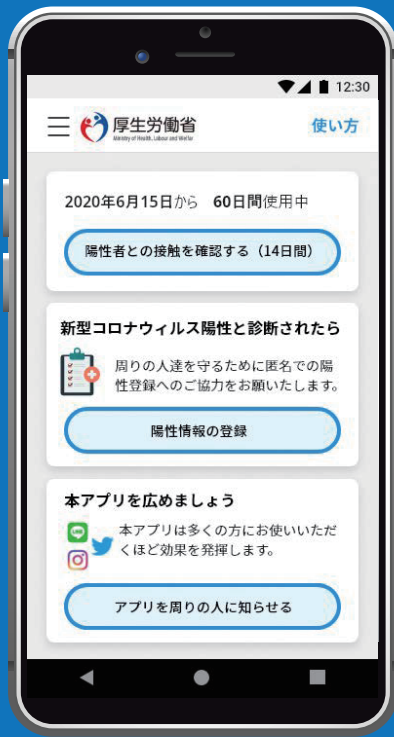 12:30
厚生労働省
Ministry of Health, Labour and Welfare
使い方
2020年6月15日から 60日間使用中
陽性者との接触を確認する（14日間）
新型コロナウィルス陽性と診断されたら
周りの人達を守るために匿名での陽
性登録へのご協力をお願いたします。
陽性情報の登録
本アプリを広めましょう
LINE
本アプリは多くの方にお使いいただ
くほど効果を発揮します。
アプリを周りの人に知らせる